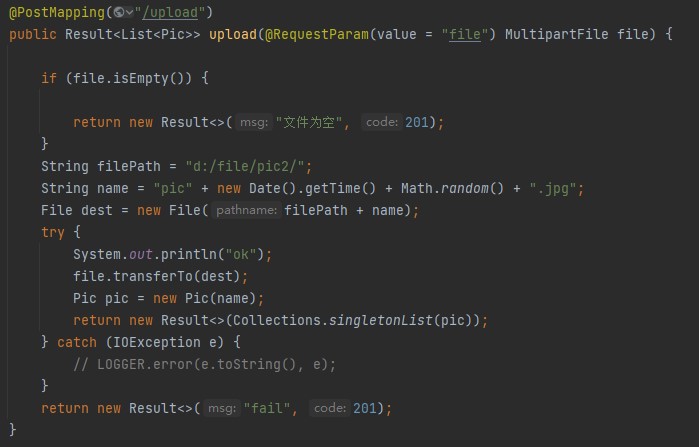 @PostMapping("/upload")
public Result<List<Pic>> upload(@RequestParam(value = "file") MultipartFile file) {
if (file.isEmpty()) {
return new Result<>( msg: "文件为空", code: 201);
}
String filePath = "d:/file/pic2/";
String name = "pic" + new Date().getTime() + Math.random() + ".jpg";
File dest = new File( pathname: filePath + name);
try {
System.out.println("ok");
file.transferTo(dest);
Pic pic = new Pic(name);
return new Result<>(Collections.singletonList(pic));
} catch (IOException e) {
// LOGGER.error(e.toString(), e);
}
return new Result<>( msg: "fail", code: 201);
}